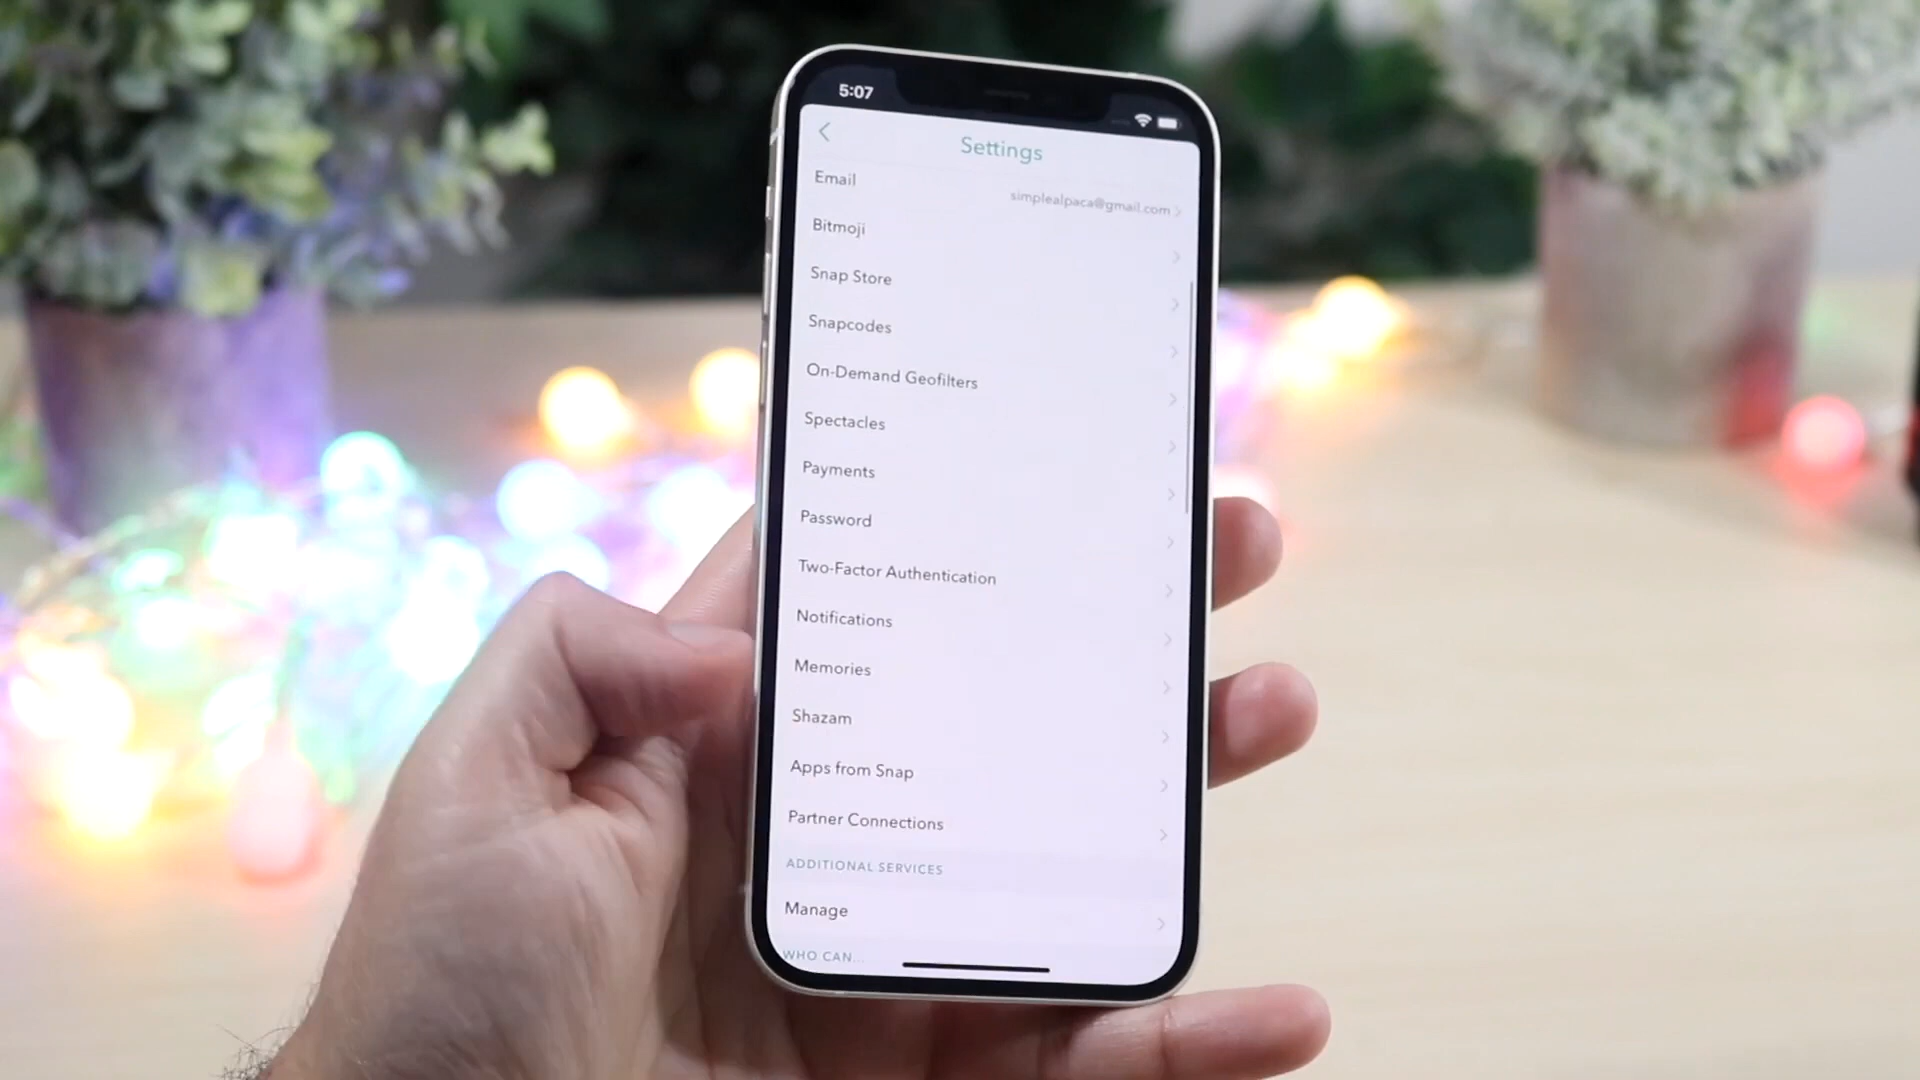 5:07
Settings
Email
simplealpaca@gmail.com
Bitmoji
Snap Store
Snapcodes
On-Demand Geofilters
Spectacles
Payments
Password
Two-Factor Authentication
Notifications
Memories
Shazam
Apps from Snap
Partner Connections
ADDITIONAL SERVICES
Manage
WHO CAN...